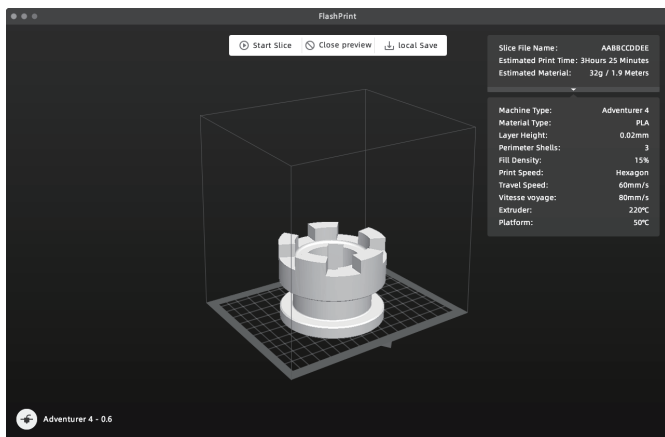 FlashPrint
Start Slice
Close preview
local Save
Slice File Name: AABBCCDDEE
Estimated Print Time: 3Hours 25 Minutes
Estimated Material: 32g / 1.9 Meters
Machine Type: Adventurer 4
Material Type: PLA
Layer Height: 0.02mm
Perimeter Shells: 3
Fill Density: 15%
Print Speed: Hexagon
Travel Speed: 60mm/s
Vitesse voyage: 80mm/s
Extruder: 220℃
Platform: 50℃
Adventurer 4 - 0.6